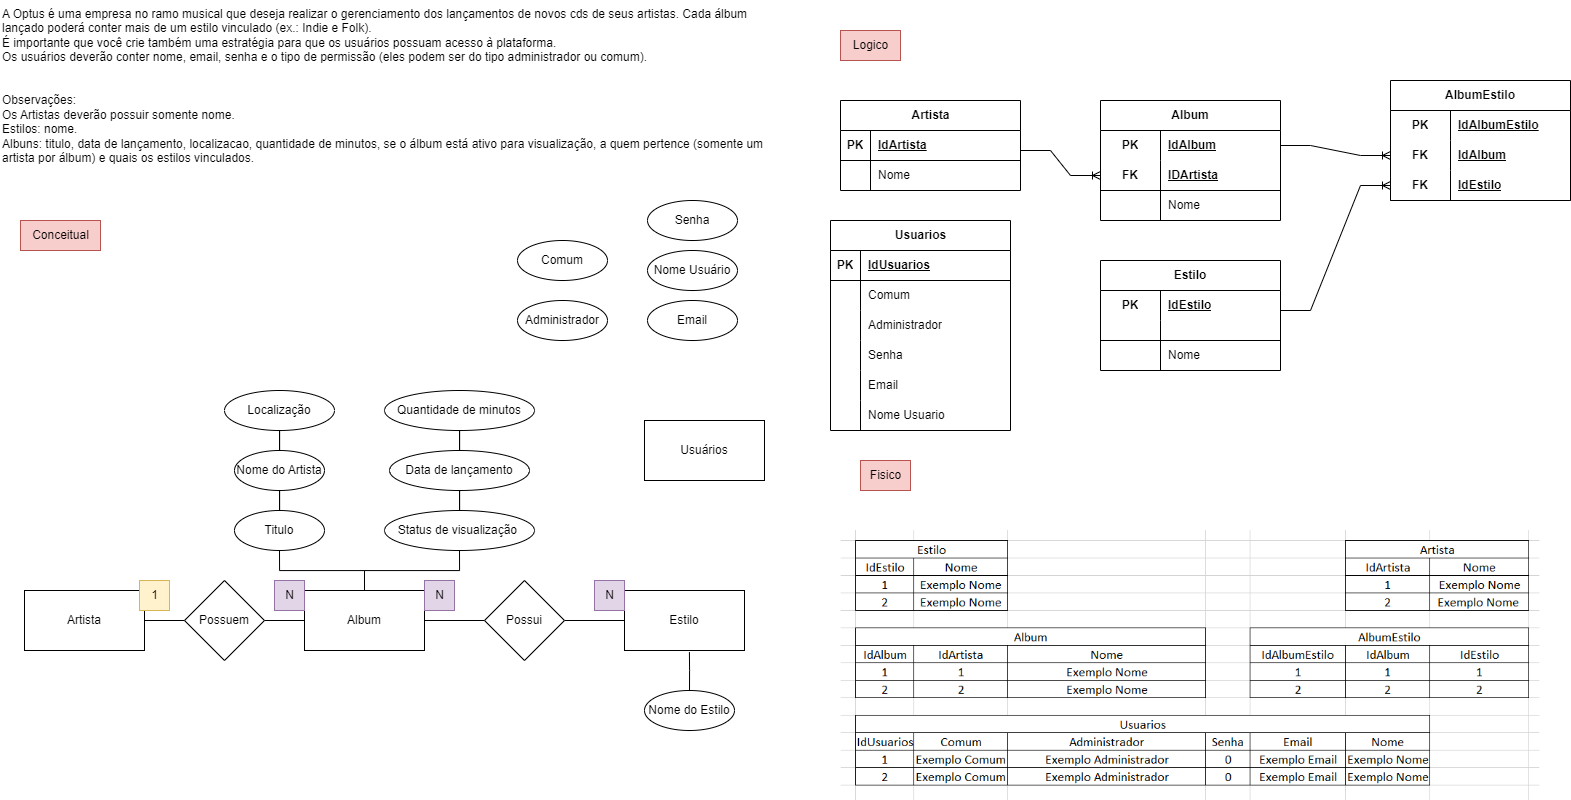 A Optus é uma empresa no ramo musical que deseja realizar o gerenciamento dos lançamentos de novos cds de seus artistas. Cada álbum
lançado poderá conter mais de um estilo vinculado (ex.: Indie e Folk).
É importante que você crie também uma estratégia para que os usuários possuam acesso à plataforma.
Os usuários deverão conter nome, email, senha e o tipo de permissão (eles podem ser do tipo administrador ou comum).
Observações:
Os Artistas deverão possuir somente nome.
Estilos: nome.
Albuns: titulo, data de lançamento, localizacao, quantidade de minutos, se o álbum está ativo para visualização, a quem pertence (somente um
artista por álbum) e quais os estilos vinculados.
Conceitual
Senha
Comum
Nome Usuário
Administrador
Email
Localização
Quantidade de minutos
Nome do Artista
Data de lançamento
Titulo
Status de visualização
Usuários
Artista
1
Possuem
N
Album
N
Possui
N
Estilo
Nome do Estilo
Logico
Artista
PK IdArtista
Nome
Album
PK IdAlbum
FK IDArtista
Nome
AlbumEstilo
PK IdAlbumEstilo
FK IdAlbum
FK IdEstilo
Usuarios
PK IdUsuarios
Comum
Administrador
Senha
Email
Nome Usuario
Estilo
PK IdEstilo
Nome
Fisico
Estilo
IdEstilo Nome
1 Exemplo Nome
2 Exemplo Nome
Artista
IdArtista Nome
1 Exemplo Nome
2 Exemplo Nome
Album
IdAlbum IdArtista Nome
1 1 Exemplo Nome
2 2 Exemplo Nome
AlbumEstilo
IdAlbumEstilo IdAlbum IdEstilo
1 1 1
2 2 2
Usuarios
IdUsuarios Comum Administrador Senha Email Nome
1 Exemplo Comum Exemplo Administrador 0 Exemplo Email Exemplo Nome
2 Exemplo Comum Exemplo Administrador 0 Exemplo Email Exemplo Nome